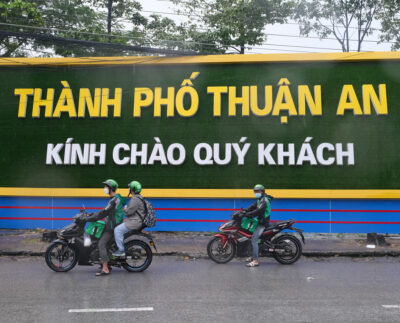 THÀNH PHỐ THUẬN AN
KÍNH CHÀO QUÝ KHÁCH